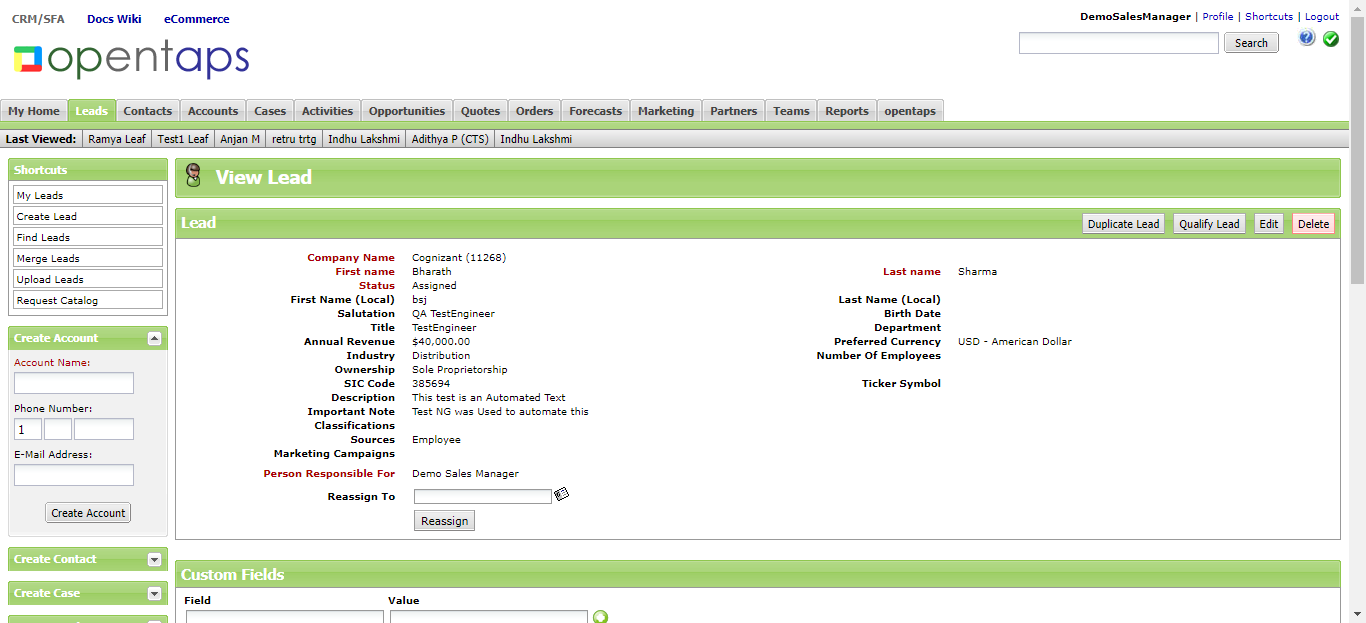 CRM/SFA Docs Wiki eCommerce
DemoSalesManager | Profile | Shortcuts | Logout
opentaps
Search
My Home Leads Contacts Accounts Cases Activities Opportunities Quotes Orders Forecasts Marketing Partners Teams Reports opentaps
Last Viewed: Ramya Leaf Test1 Leaf Anjan M retru trtg Indhu Lakshmi Adithya P (CTS) Indhu Lakshmi
Shortcuts
My Leads
Create Lead
Find Leads
Merge Leads
Upload Leads
Request Catalog
Create Account
Account Name:
Phone Number:
1
E-Mail Address:
Create Account
Create Contact
Create Case
View Lead
Lead
Duplicate Lead Qualify Lead Edit Delete
Company Name Cognizant (11268)
First name Bharath Last name Sharma
Status Assigned
First Name (Local) bsj Last Name (Local)
Salutation QA TestEngineer Birth Date
Title TestEngineer Department
Annual Revenue $40,000.00 Preferred Currency USD - American Dollar
Industry Distribution Number Of Employees
Ownership Sole Proprietorship
SIC Code 385694 Ticker Symbol
Description This test is an Automated Text
Important Note Test NG was Used to automate this
Classifications
Sources Employee
Marketing Campaigns
Person Responsible For Demo Sales Manager
Reassign To
Reassign
Custom Fields
Field Value